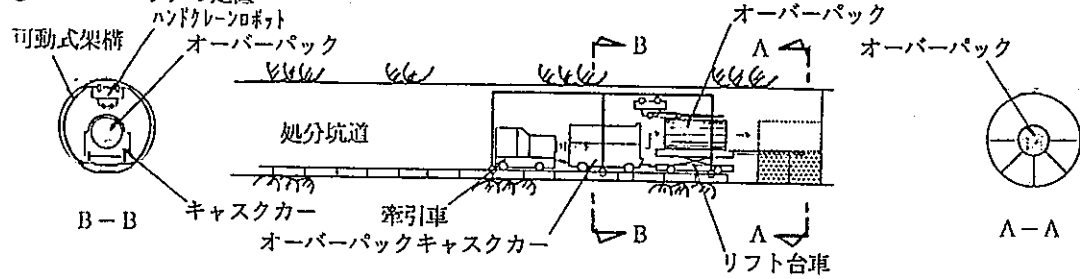 ハンドクレーンロボット
可動式架構
オーバーパック
オーバーパック
オーバーパック
B
A
処分坑道
B－B
キャスクカー
牽引車
オーバーパックキャスクカー
B
A
リフト台車
A－A